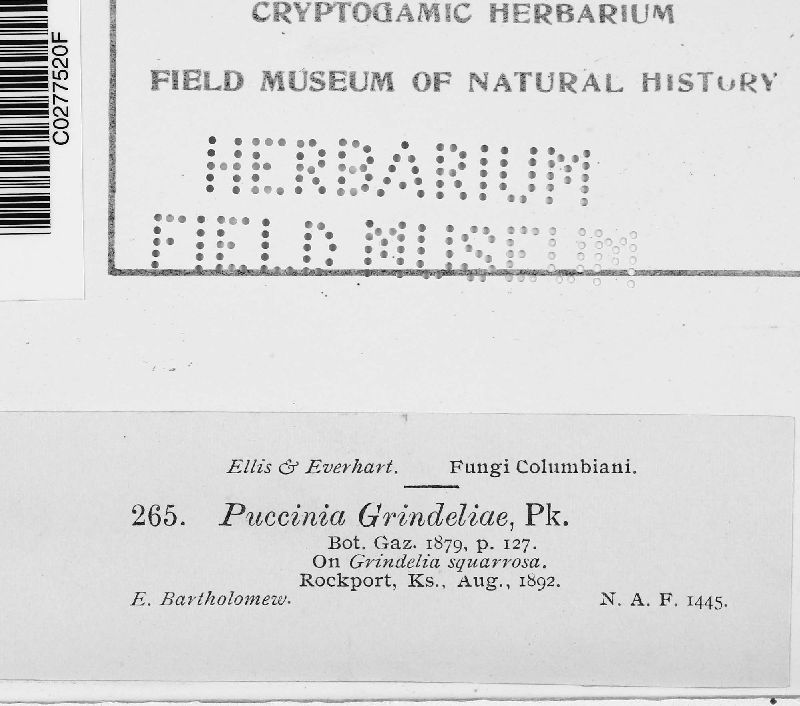 CRYPTOGAMIC HERBARIUM
FIELD MUSEUM OF NATURAL HISTORY
HERBARIUM
FIELD MUSEUM
C0277520F
Ellis & Everhart. Fungi Columbiani.
265. Puccinia Grindeliae, Pk.
Bot. Gaz. 1879, p. 127.
On Grindelia squarrosa.
Rockport, Ks., Aug., 1892.
E. Bartholomew. N. A. F. 1445.